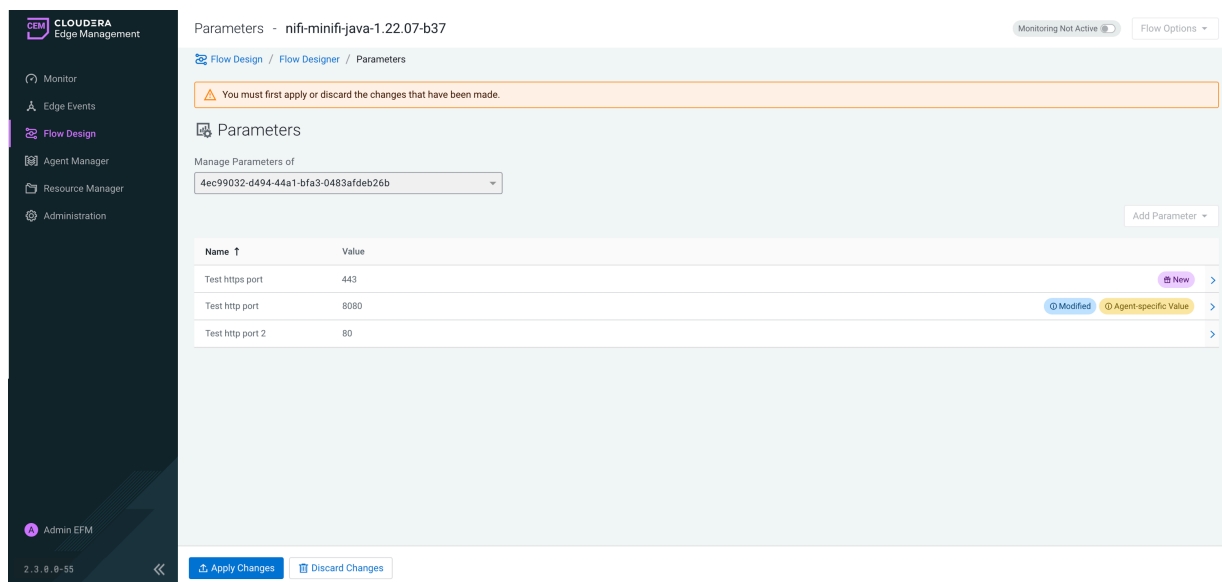 CEM CLOUDERA
Edge Management
Parameters - nifi-minifi-java-1.22.07-b37
Monitoring Not Active
Flow Options
Flow Design / Flow Designer / Parameters
Monitor
Edge Events
Flow Design
Agent Manager
Resource Manager
Administration
You must first apply or discard the changes that have been made.
Parameters
Manage Parameters of
4ec99032-d494-44a1-bfa3-0483afdeb26b
Add Parameter
Name ↑ Value
Test https port 443 New
Test http port 8080 Modified Agent-specific Value
Test http port 2 80
A Admin EFM
2.3.0.0-55
Apply Changes
Discard Changes